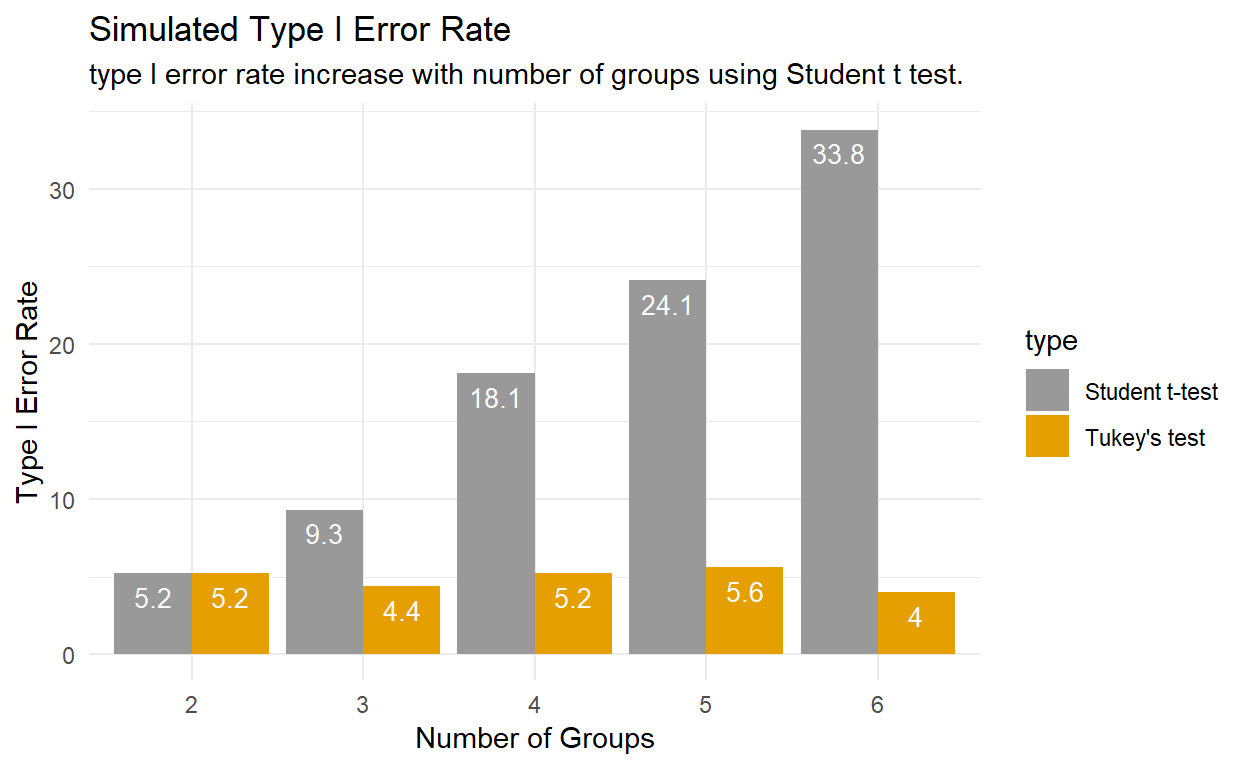 Simulated Type I Error Rate
type I error rate increase with number of groups using Student t test.
Type I Error Rate
30
20
10
0
33.8
24.1
18.1
9.3
5.2
5.2
4.4
5.2
5.6
4
2
3
4
5
6
Number of Groups
type
Student t-test
Tukey's test